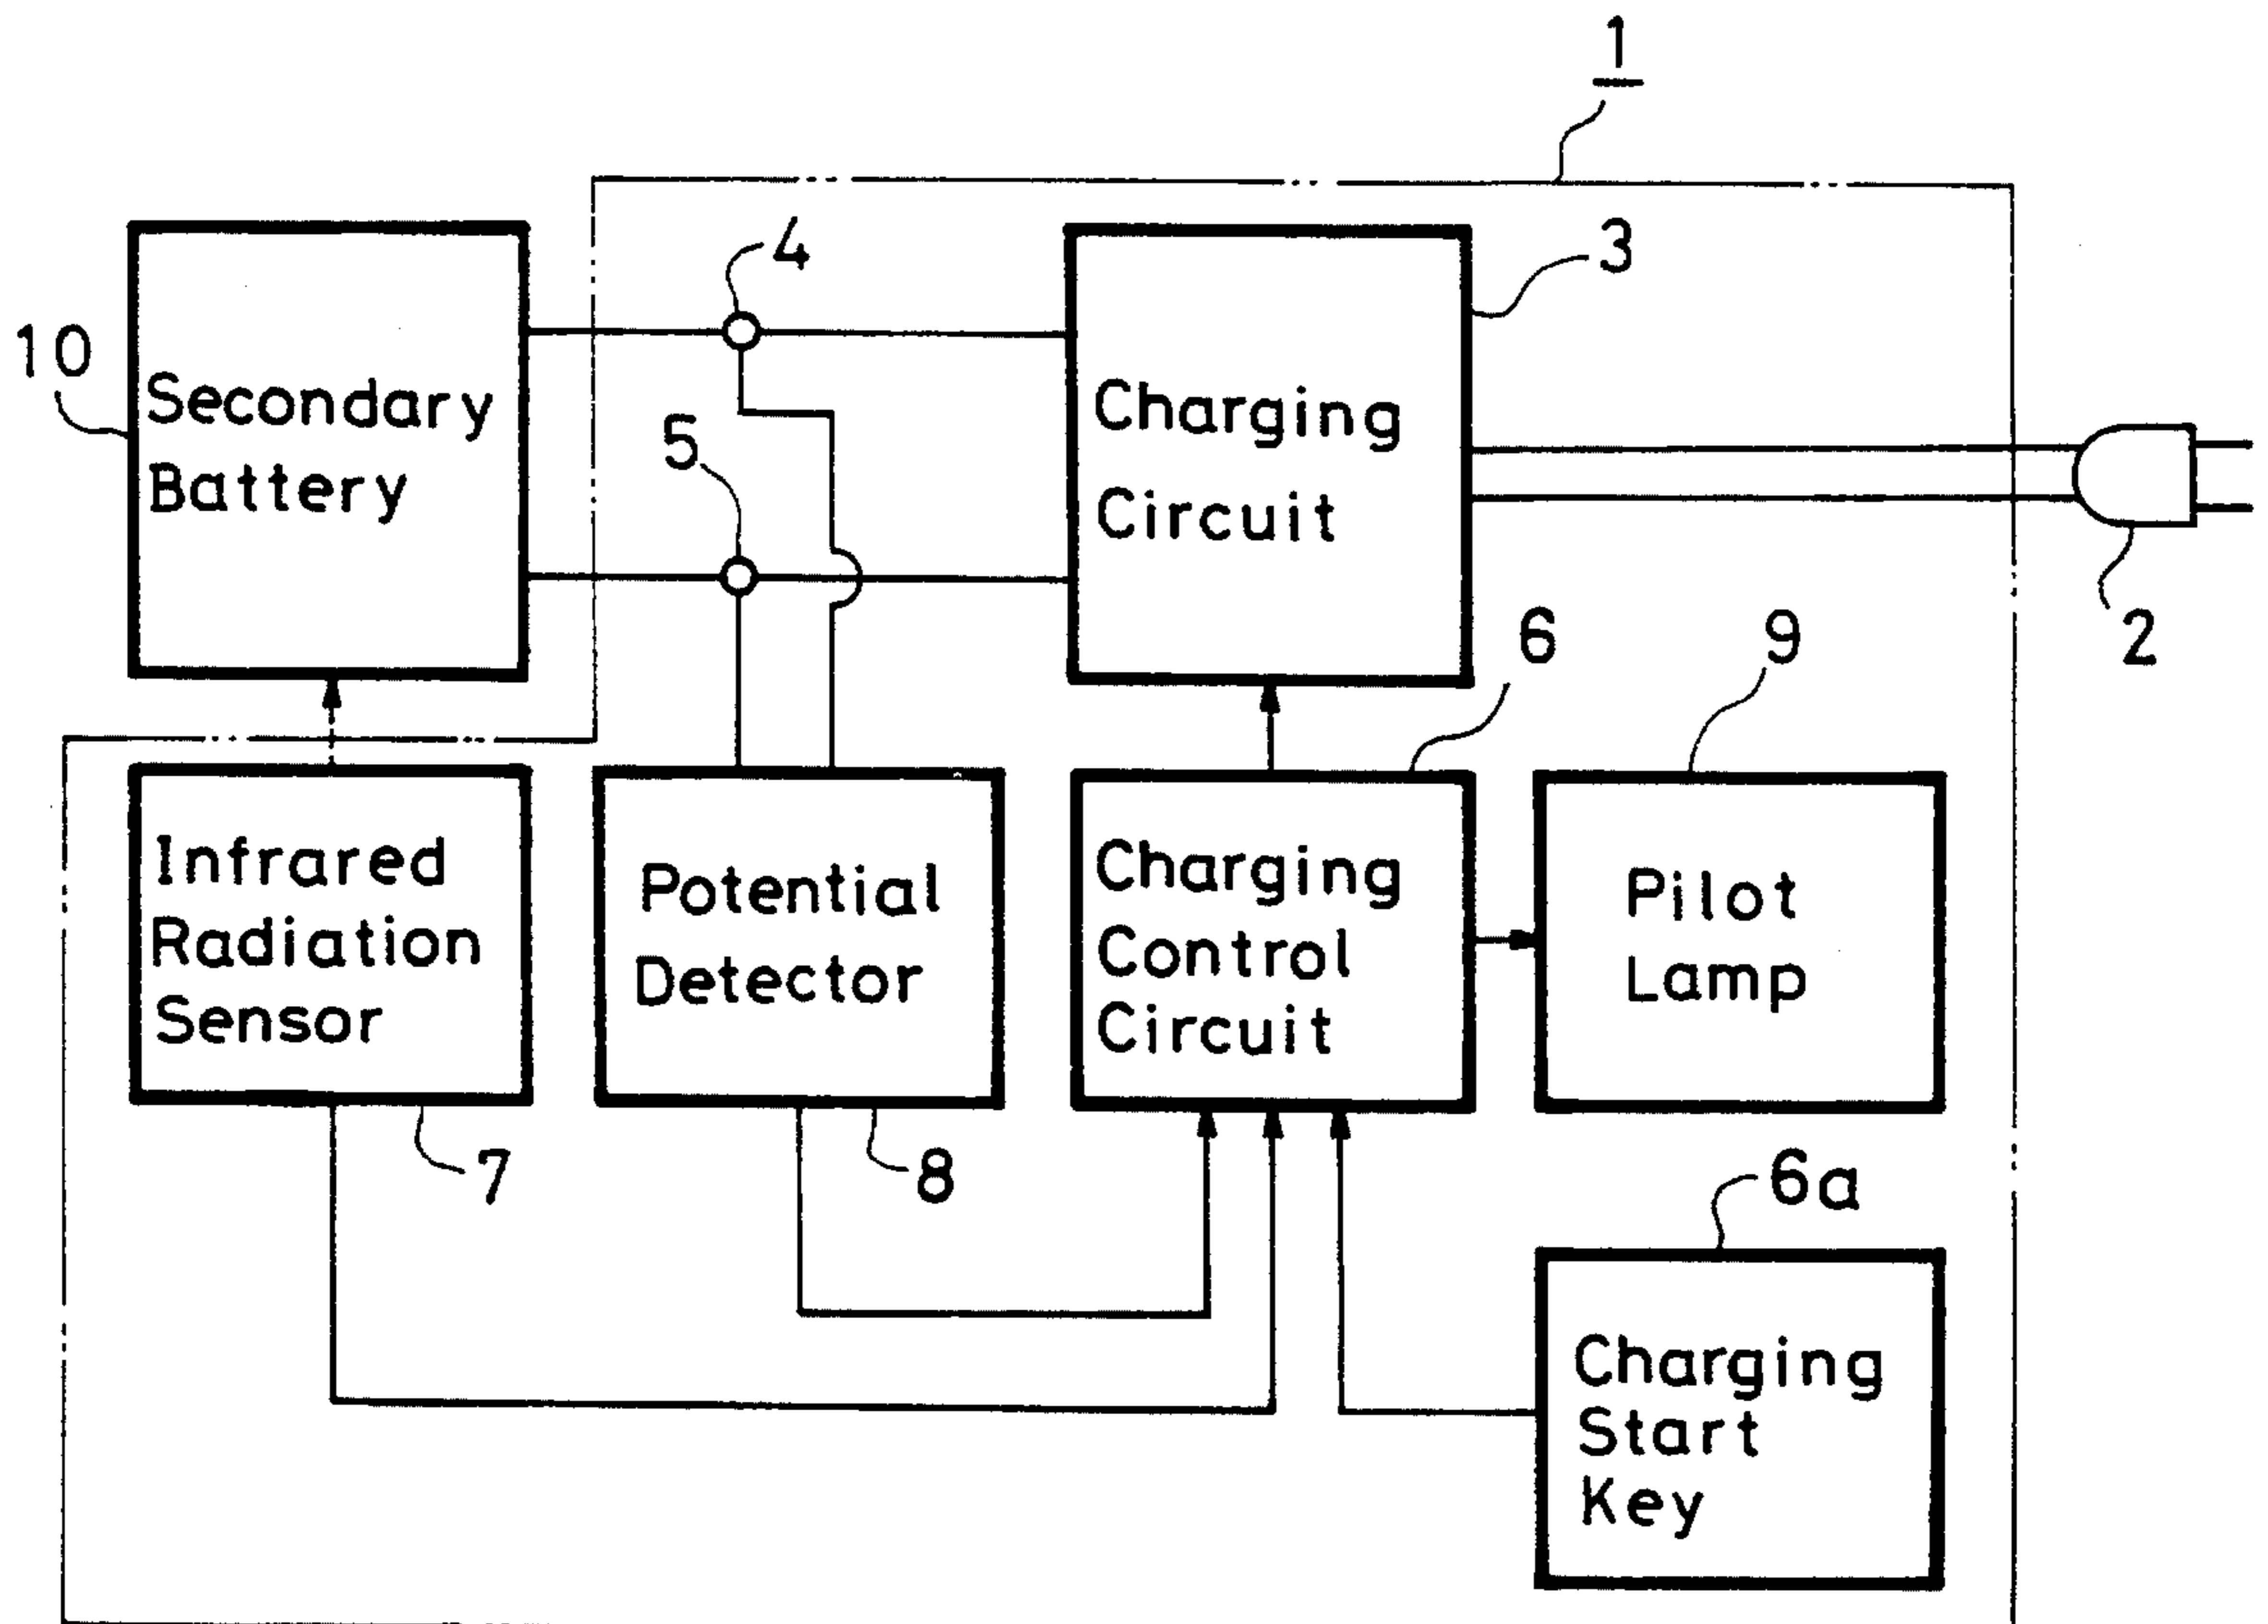 1
4
3
10
Secondary
Battery
5
Charging
Circuit
2
6
9
Infrared
Radiation
Sensor
Potential
Detector
Charging
Control
Circuit
Pilot
Lamp
7
8
6a
Charging
Start
Key